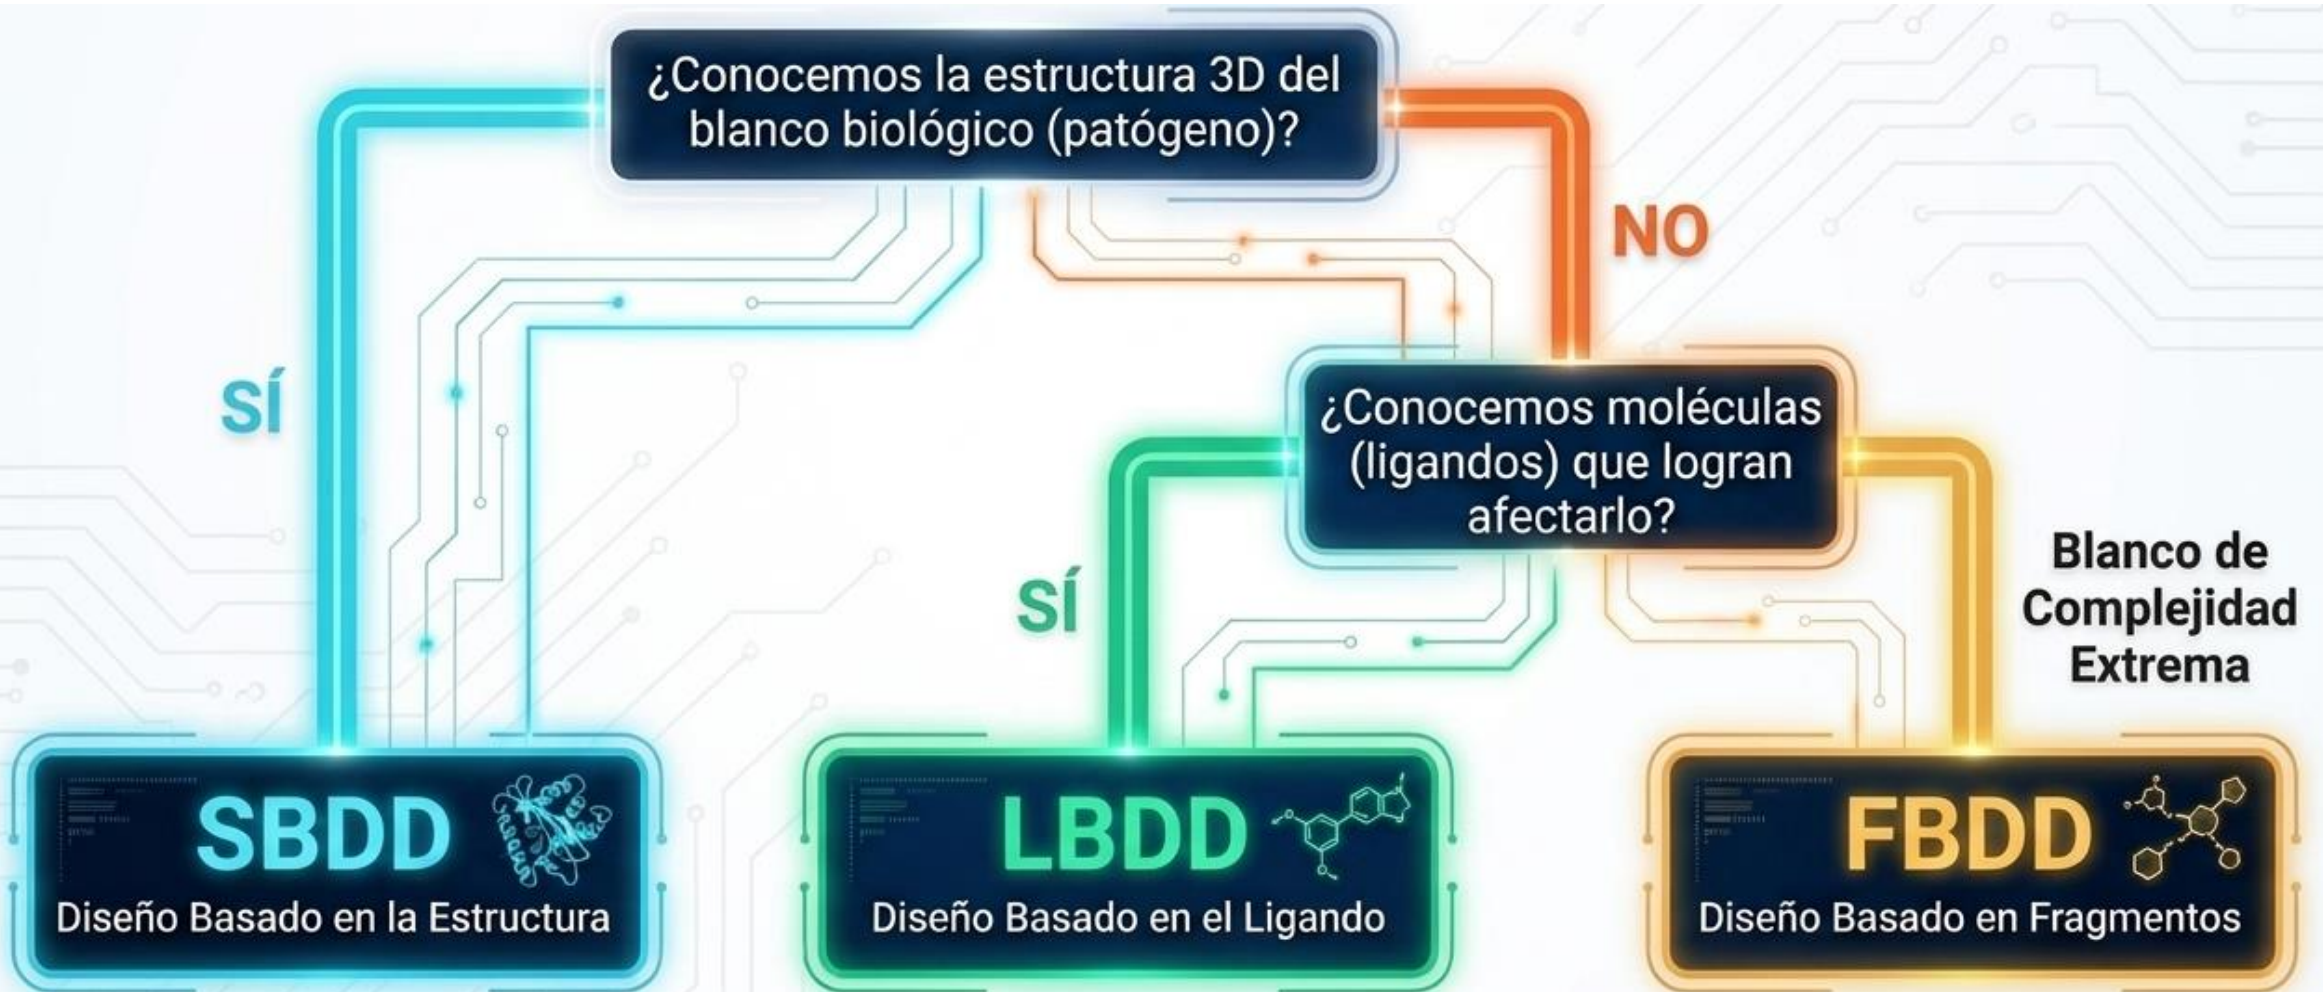 ¿Conocemos la estructura 3D del
blanco biológico (patógeno)?
NO
SÍ
¿Conocemos moléculas
(ligandos) que logran
afectarlo?
SÍ
Blanco de
Complejidad
Extrema
SBDD
Diseño Basado en la Estructura
LBDD
Diseño Basado en el Ligando
FBDD
Diseño Basado en Fragmentos